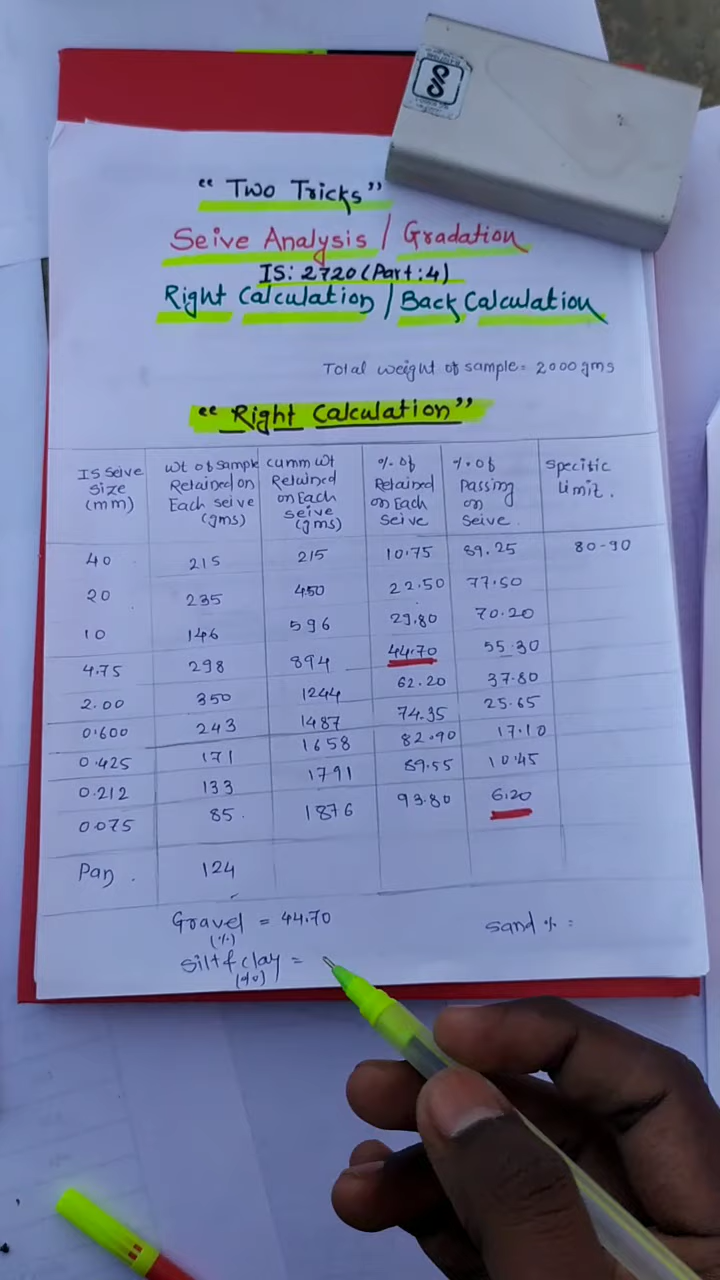 “ Two Tricks ”
Seive Analysis / Gradation
IS: 2720 (Part:4)
Right Calculation / Back Calculation
Total weight of sample= 2000 gms
“ Right Calculation ”
IS Seive Size (mm) | Wt of sample Retained on Each seive (gms) | cumm wt Retained on Each seive (gms) | % of Retained on Each Seive | % of Passing on Seive. | Specific Limit.
40 | 215 | 215 | 10.75 | 89.25 | 80-90
20 | 235 | 450 | 22.50 | 77.50
10 | 146 | 596 | 29.80 | 70.20
4.75 | 298 | 894 | 44.70 | 55.30
2.00 | 350 | 1244 | 62.20 | 37.80
0.600 | 243 | 1487 | 74.35 | 25.65
0.425 | 171 | 1658 | 82.90 | 17.10
0.212 | 133 | 1791 | 89.55 | 10.45
0.075 | 85. | 1876 | 93.80 | 6.20
Pan. | 124
Gravel (%) = 44.70
Sand % =
Silt & clay (%) =